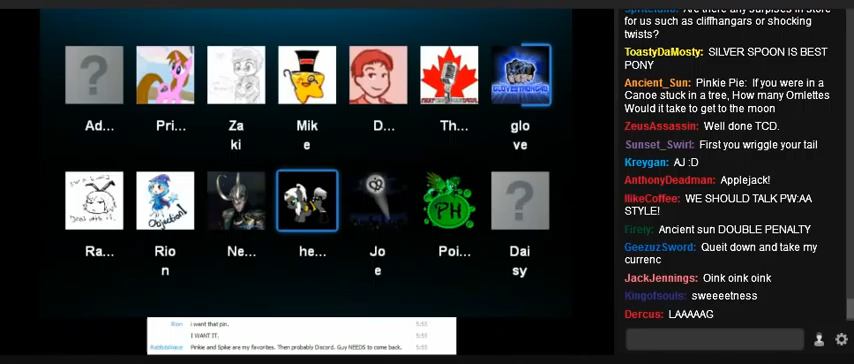 for us such as cliffhangars or shocking
twists?
ToastyDaMosty: SILVER SPOON IS BEST
PONY
Ancient_Sun: Pinkie Pie: If you were in a
Canoe stuck in a tree, How many Omlettes
Would it take to get to the moon
ZeusAssassin: Well done TCD.
Sunset_Swirl: First you wriggle your tail
Kreygan: AJ :D
AnthonyDeadman: Applejack!
IlikeCoffee: WE SHOULD TALK PW:AA
STYLE!
Firely: Ancient sun DOUBLE PENALTY
GeezuzSword: Queit down and take my
currenc
JackJennings: Oink oink oink
Kingofsouls: sweeeetness
Dercus: LAAAAAG
?
GLOVESTRONG40
Ad... Pri... Za Mik D... Th... glo
ki e ve
Objection!
PH
?
Ra... Rio Ne... he... Jo Poi... Dai
n e sy
Rion i want that pin. 5:55
I WANT IT. 5:55
Pinkie and Spike are my favorites. Then probably Discord. Guy NEEDS to come back. 5:55